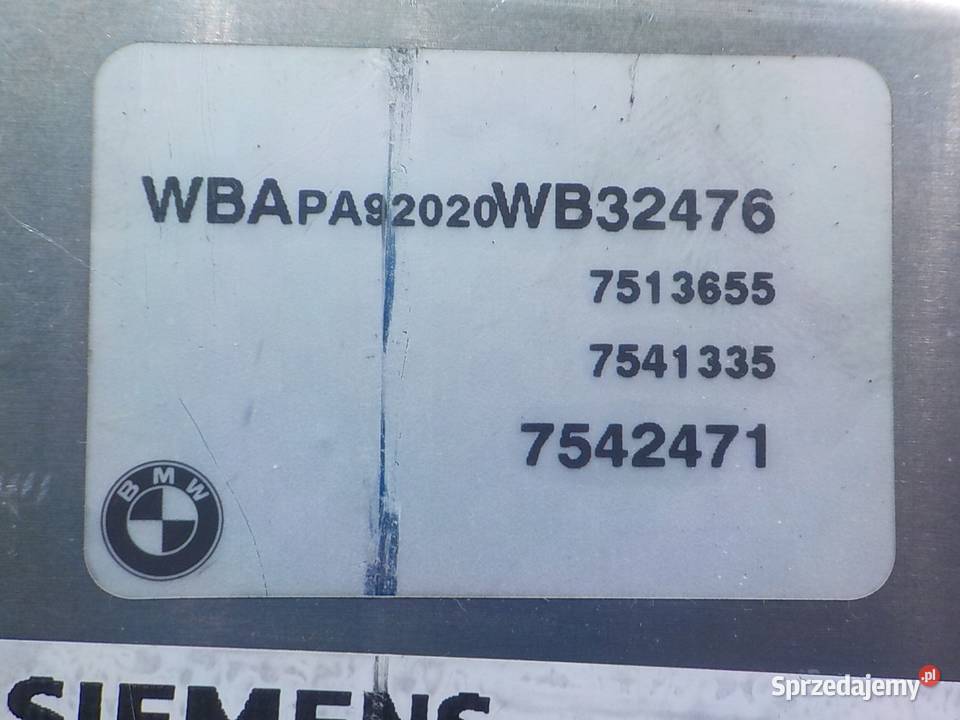 WBAPA92020WB32476
7513655
7541335
7542471
BMW
SIEMENS
Sprzedajemy.pl